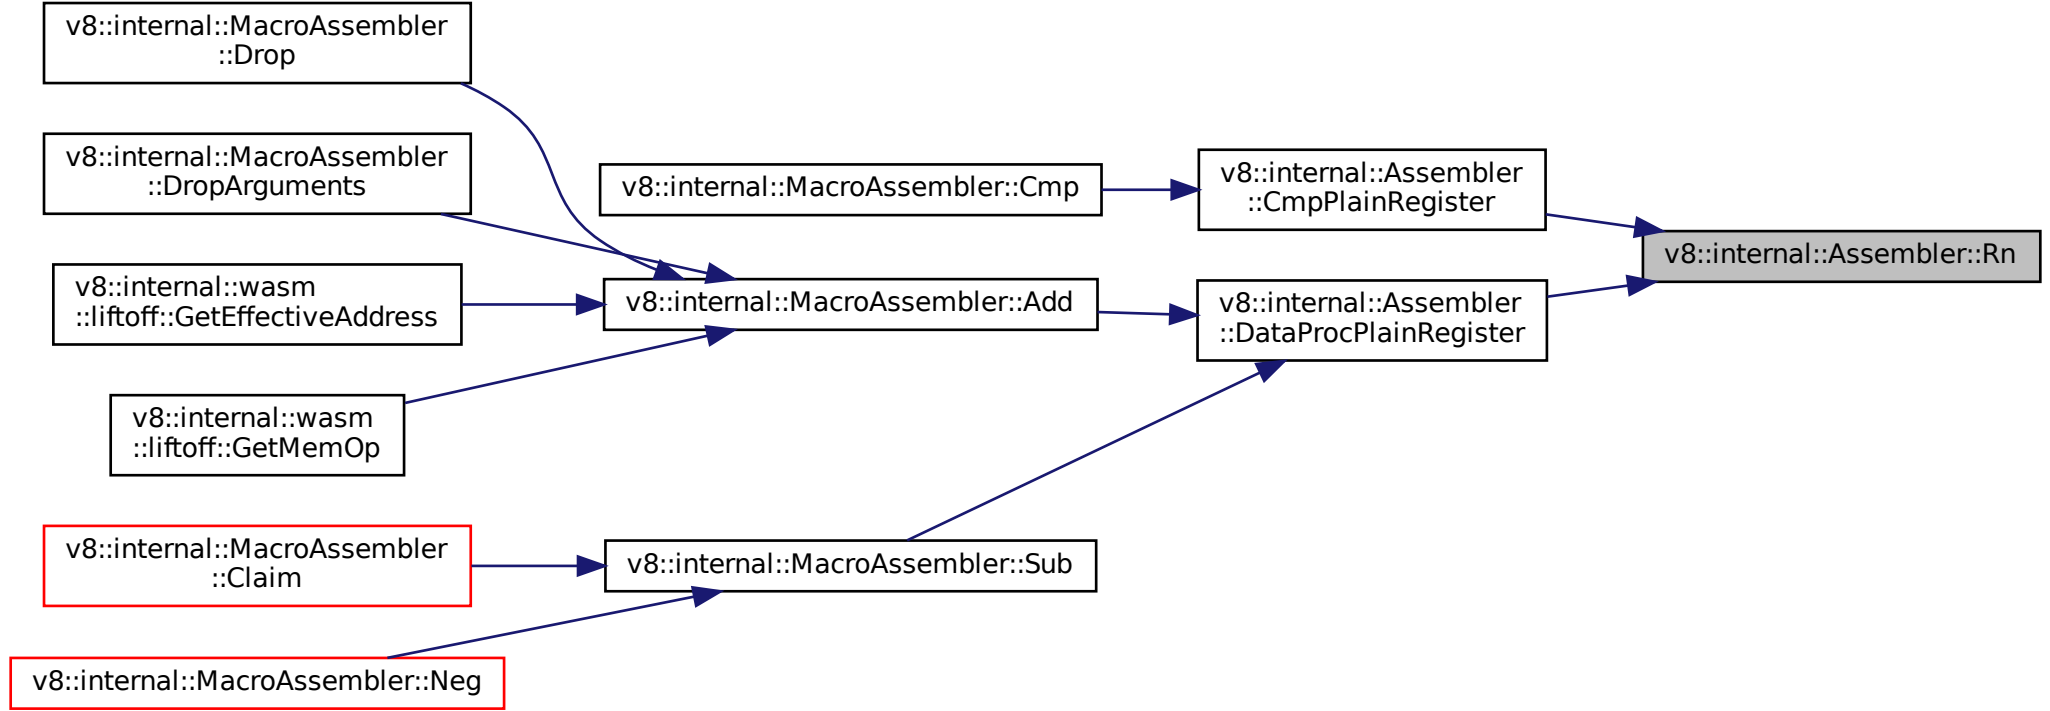 v8::internal::MacroAssembler
::Drop
v8::internal::MacroAssembler
::DropArguments
v8::internal::wasm
::liftoff::GetEffectiveAddress
v8::internal::wasm
::liftoff::GetMemOp
v8::internal::MacroAssembler
::Claim
v8::internal::MacroAssembler::Neg
v8::internal::MacroAssembler::Cmp
v8::internal::MacroAssembler::Add
v8::internal::MacroAssembler::Sub
v8::internal::Assembler
::CmpPlainRegister
v8::internal::Assembler
::DataProcPlainRegister
v8::internal::Assembler::Rn